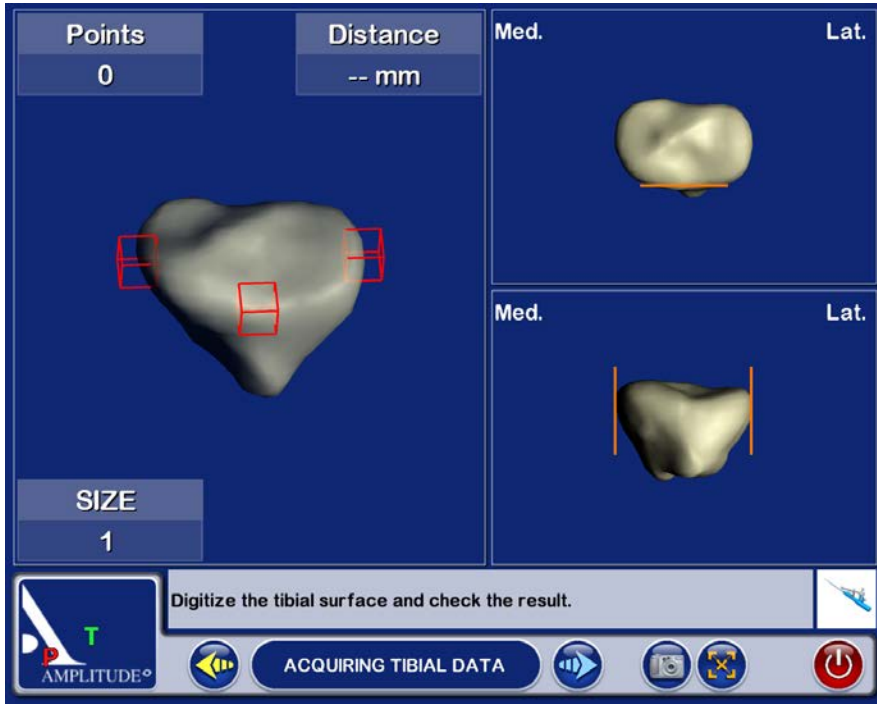 Points
0
Distance
-- mm
Med.
Lat.
Med.
Lat.
SIZE
1
Digitize the tibial surface and check the result.
T
P
AMPLITUDE
ACQUIRING TIBIAL DATA